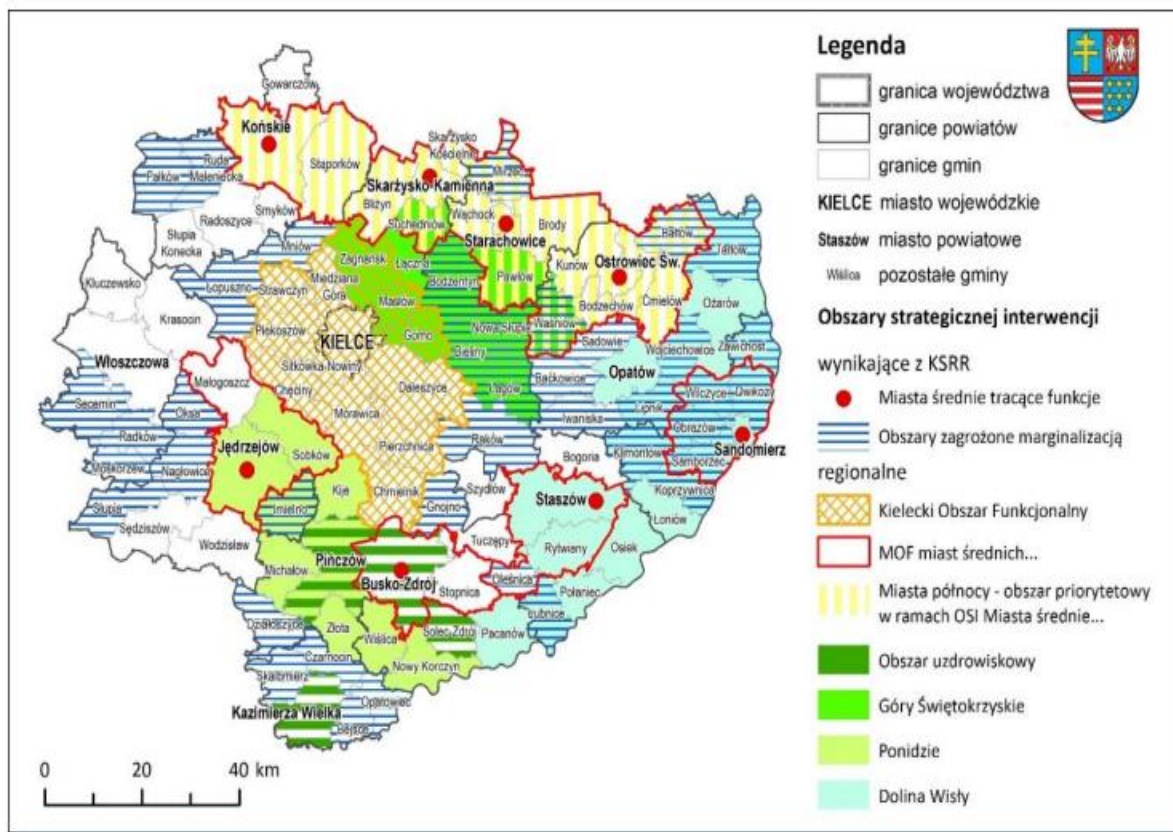 Gowarczów
Końskie
Skarżysko
Kościelne
Stąporków
Mirzec
Ruda
Maleniecka
Fałków
Skarżysko-Kamienna
Radoszyce
Smyków
Bliżyn
Suchedniów
Wąchock
Brody
Starachowice
Bałtów
Tarłów
Słupia
Konecka
Mniów
Zagnańsk
Łączna
Kunów
Ostrowiec Św.
Kluczewsko
Łopuszno
Strawczyn
Miedziana
Góra
Bodzentyn
Pawłów
Bodzechów
Ćmielów
Ożarów
Masłów
Krasocin
Piekoszów
KIELCE
Górno
Nowa Słupia
Waśniów
Sadowie
Wojciechowice
Zawichost
Bieliny
Włoszczowa
Sitkówka-Nowiny
Baćkowice
Opatów
Małogoszcz
Chęciny
Daleszyce
Łagów
Wilczyce
Dwikozy
Secemin
Oksa
Morawica
Iwaniska
Lipnik
Obrazów
Radków
Pierzchnica
Raków
Klimontów
Sandomierz
Jędrzejów
Sobków
Bogoria
Samborzec
Moskorzew
Nagłowice
Kije
Chmielnik
Szydłów
Staszów
Koprzywnica
Słupia
Imielno
Gnojno
Łoniów
Sędziszów
Wodzisław
Tuczępy
Rytwiany
Osiek
Pińczów
Michałów
Busko-Zdrój
Stopnica
Oleśnica
Połaniec
Łubnice
Działoszyce
Złota
Wiślica
Solec-Zdrój
Pacanów
Czarnocin
Nowy Korczyn
Skalbmierz
Opatowiec
Kazimierza Wielka
Bejsce
0 20 40 km
Legenda
granica województwa
granice powiatów
granice gmin
KIELCE miasto wojewódzkie
Staszów miasto powiatowe
Wiślica pozostałe gminy
Obszary strategicznej interwencji
wynikające z KSRR
Miasta średnie tracące funkcje
Obszary zagrożone marginalizacją
regionalne
Kielecki Obszar Funkcjonalny
MOF miast średnich...
Miasta północy - obszar priorytetowy
w ramach OSI Miasta średnie...
Obszar uzdrowiskowy
Góry Świętokrzyskie
Ponidzie
Dolina Wisły